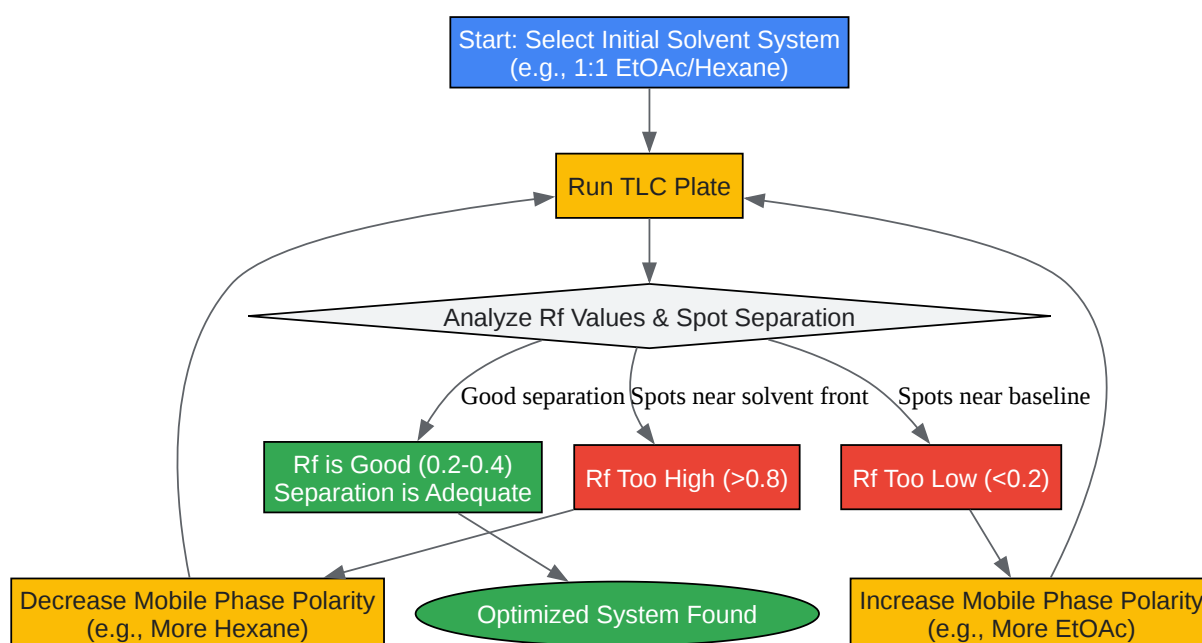 Start: Select Initial Solvent System
(e.g., 1:1 EtOAc/Hexane)
Run TLC Plate
Analyze Rf Values & Spot Separation
Good separation
Spots near solvent front
Spots near baseline
Rf is Good (0.2-0.4)
Separation is Adequate
Rf Too High (>0.8)
Rf Too Low (<0.2)
Decrease Mobile Phase Polarity
(e.g., More Hexane)
Optimized System Found
Increase Mobile Phase Polarity
(e.g., More EtOAc)